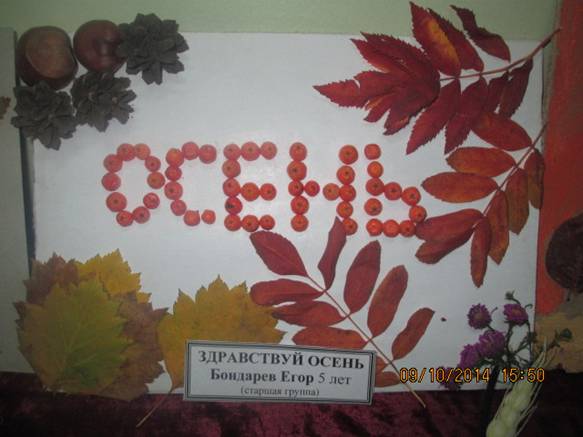 ОСЕНЬ
ЗДРАВСТВУЙ ОСЕНЬ
Бондарев Егор 5 лет
(старшая группа)
09/10/2014 15:50